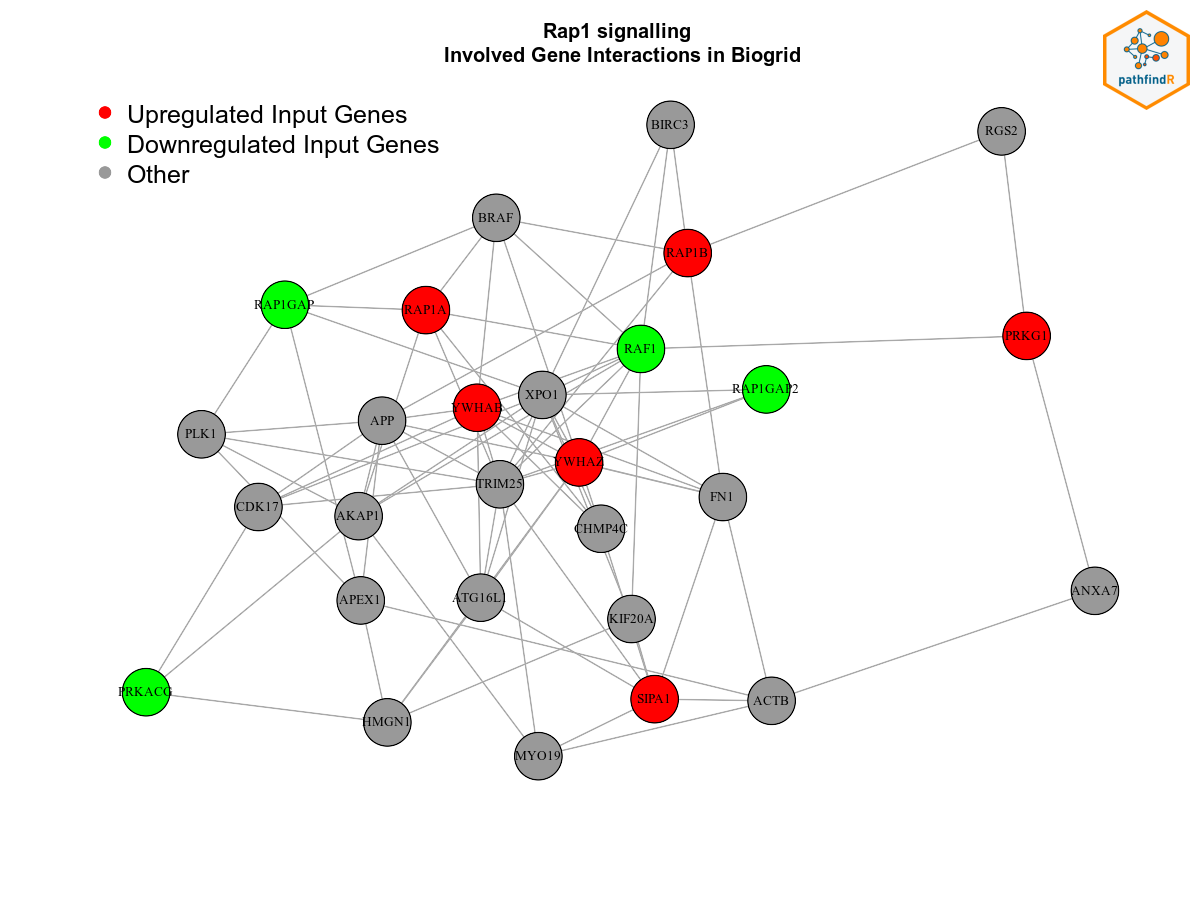 Rap1 signalling
Involved Gene Interactions in Biogrid
pathfindR
Upregulated Input Genes
Downregulated Input Genes
Other
BIRC3
RGS2
BRAF
RAP1B
RAP1GAP
RAP1A
PRKG1
RAF1
RAP1GAP2
XPO1
YWHAB
APP
PLK1
YWHAZ
TRIM25
FN1
CDK17
AKAP1
CHMP4C
ANXA7
ATG16L1
APEX1
KIF20A
PRKACG
SIPA1
ACTB
HMGN1
MYO19